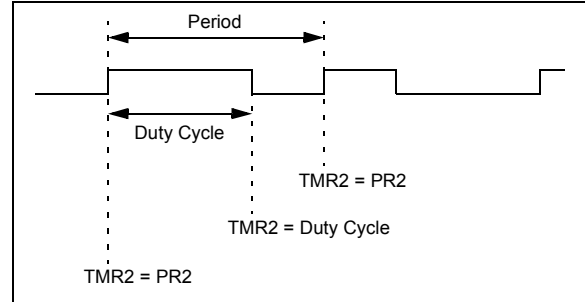 Period
Duty Cycle
TMR2 = PR2
TMR2 = Duty Cycle
TMR2 = PR2